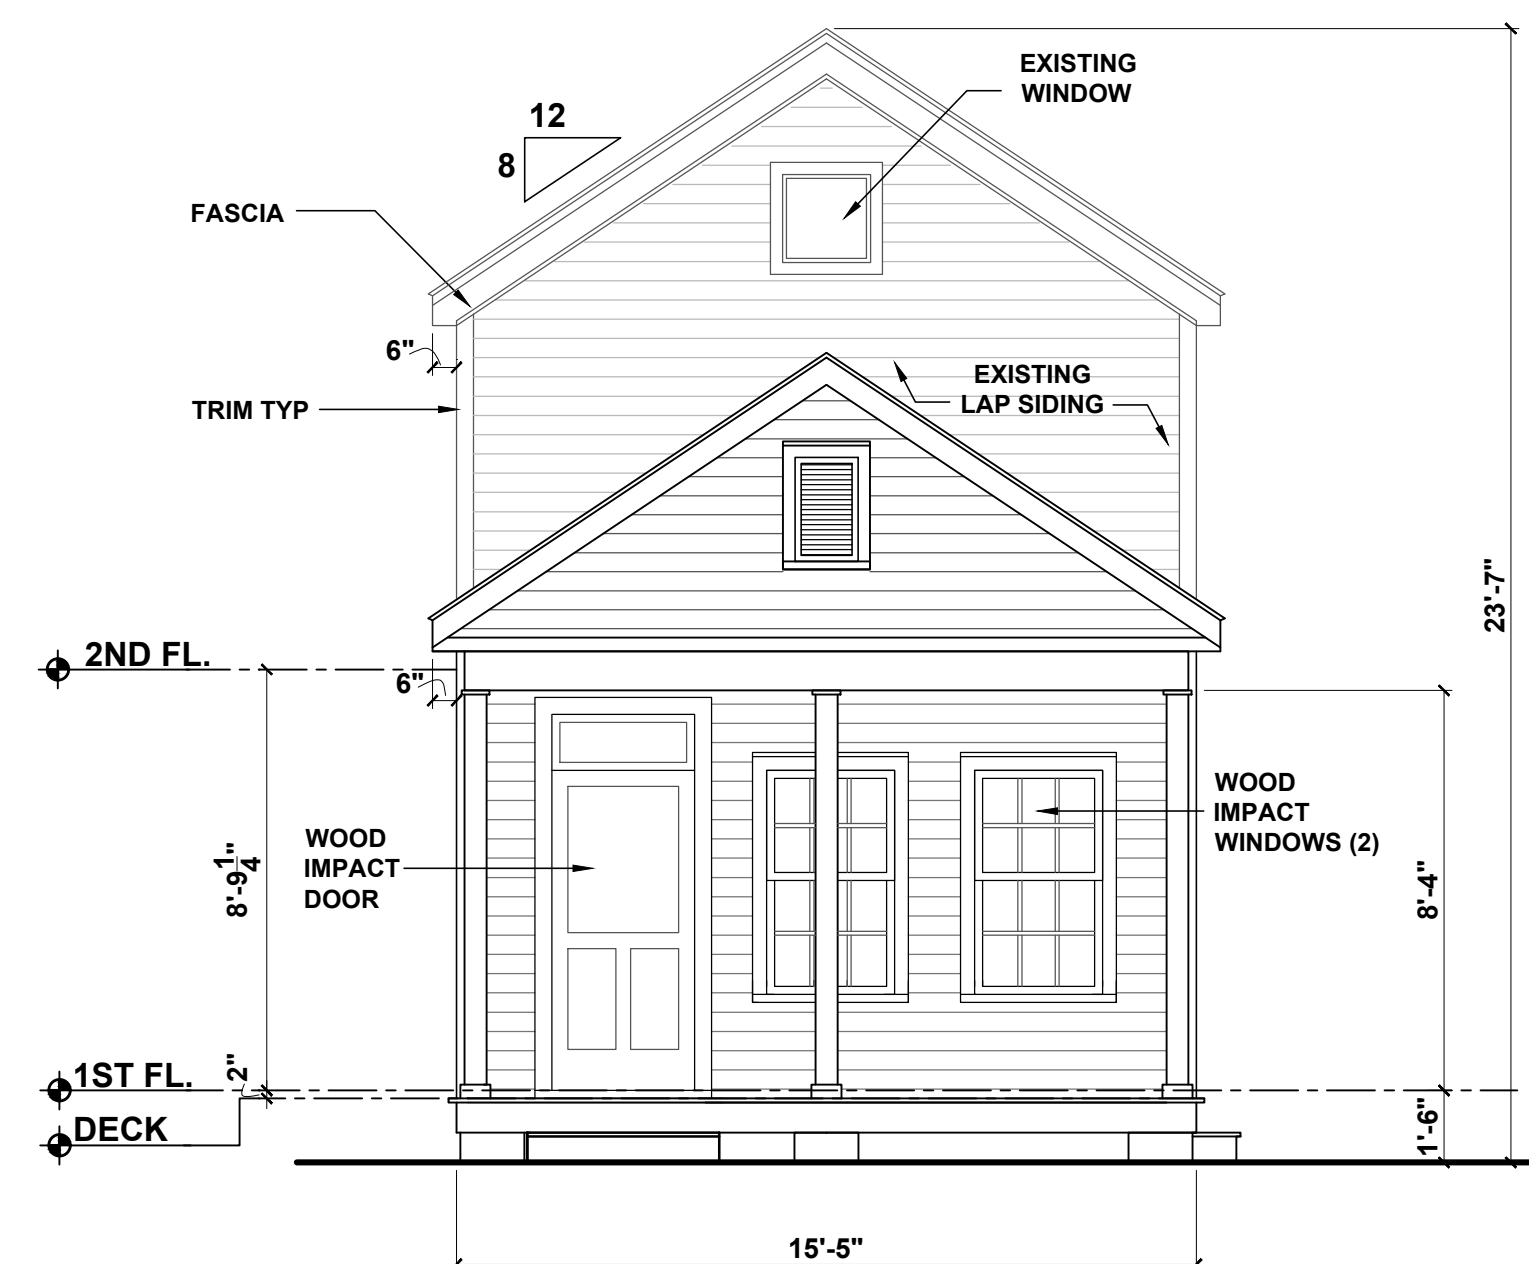 EXISTING
WINDOW
12
8
FASCIA
6"
TRIM TYP
EXISTING
LAP SIDING
23'-7"
2ND FL.
6"
WOOD
IMPACT
DOOR
WOOD
IMPACT
WINDOWS (2)
8'-9 1/4"
8'-4"
1ST FL.
2"
DECK
1'-6"
15'-5"